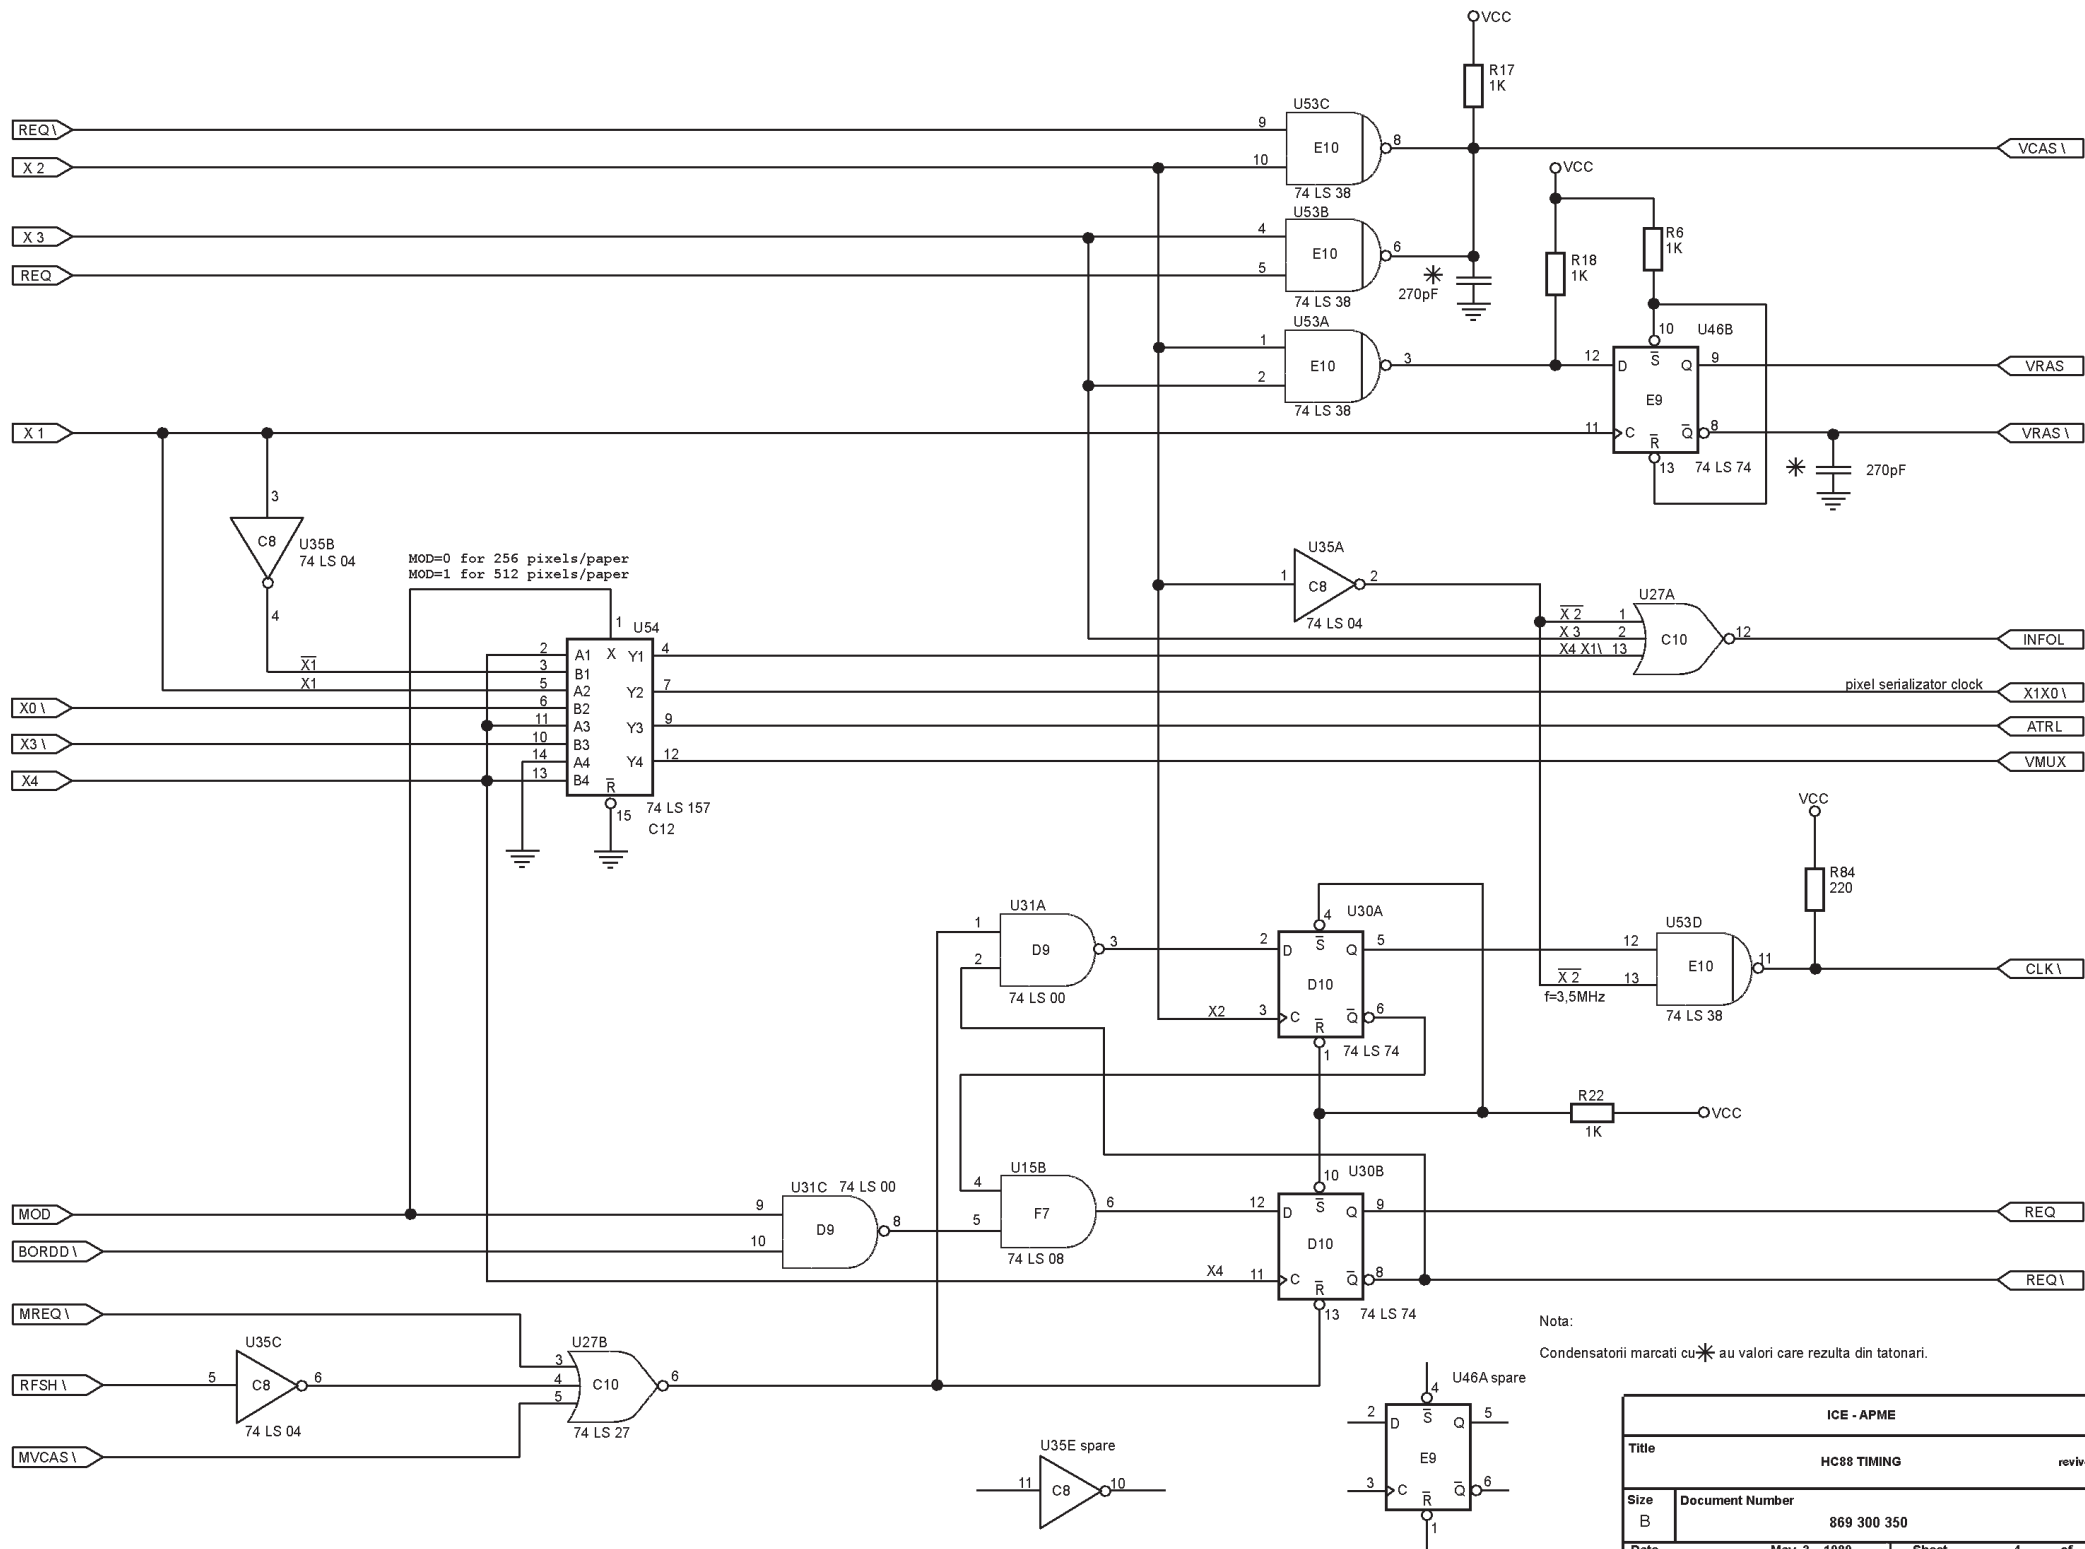 VCC
R17
1K
U53C
REQ\ 9 E10 8 VCAS \
X 2 10
74 LS 38
VCC
U53B
X 3 4 E10 6
REQ 5
74 LS 38
270pF
R18
1K
R6
1K
U53A
1 E10 3
2
74 LS 38
10 U46B
12 D S Q 9 VRAS
E9
X 1 11 C R Q 8 VRAS \
13 74 LS 74
270pF
3
C8 U35B
74 LS 04
4
MOD=0 for 256 pixels/paper
MOD=1 for 512 pixels/paper
U35A
1 C8 2
74 LS 04
U27A
X 2 1
X 3 2 C10 12 INFOL
X4 X1\ 13
1 U54
2 A1 X Y1 4
X1 3 B1
X1 5 A2 Y2 7 pixel serializator clock X1X0 \
X0 \ 6 B2
11 A3 Y3 9 ATRL
X3 \ 10 B3
14 A4 Y4 12 VMUX
X4 13 B4
R
15 74 LS 157
C12
VCC
R84
220
U31A
1 D9 3
2
74 LS 00
4 U30A
2 D S Q 5
D10
X2 3 C R Q 6
1 74 LS 74
U53D
12 E10 11 CLK \
X 2 13
f=3,5MHz
74 LS 38
R22
1K
VCC
U31C 74 LS 00
MOD 9 D9 8
BORDD \ 10
U15B
4 F7 6
5
74 LS 08
10 U30B
12 D S Q 9 REQ
D10
X4 11 C R Q 8 REQ \
13 74 LS 74
MREQ \
U35C
RFSH \ 5 C8 6
74 LS 04
MVCAS \
U27B
3
4 C10 6
5
74 LS 27
Nota:
Condensatorii marcati cu au valori care rezulta din tatonari.
U35E spare
11 C8 10
U46A spare
4
2 D S Q 5
E9
3 C R Q 6
1
ICE - APME
Title
HC88 TIMING
Size Document Number
B 869 300 350